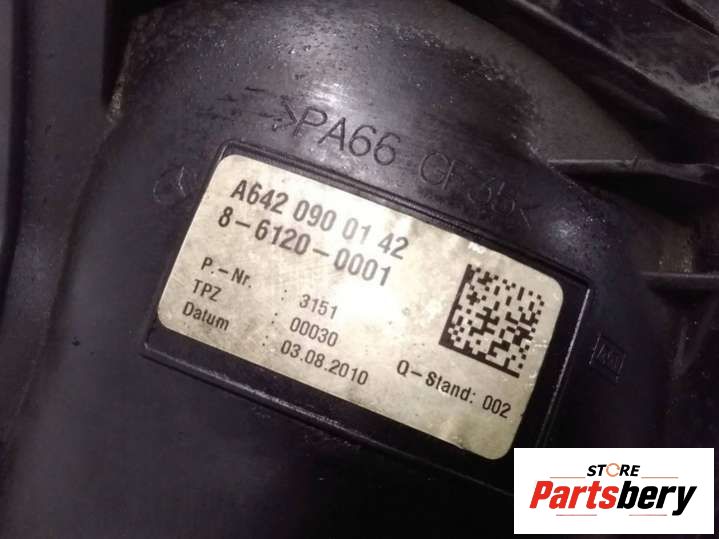 >PA66 GF35<
A642 090 01 42
8-6120-0001
P.-Nr. : 3151
TPZ : 00030
Datum : 03.08.2010
Q-Stand: 002
STORE
Partsbery